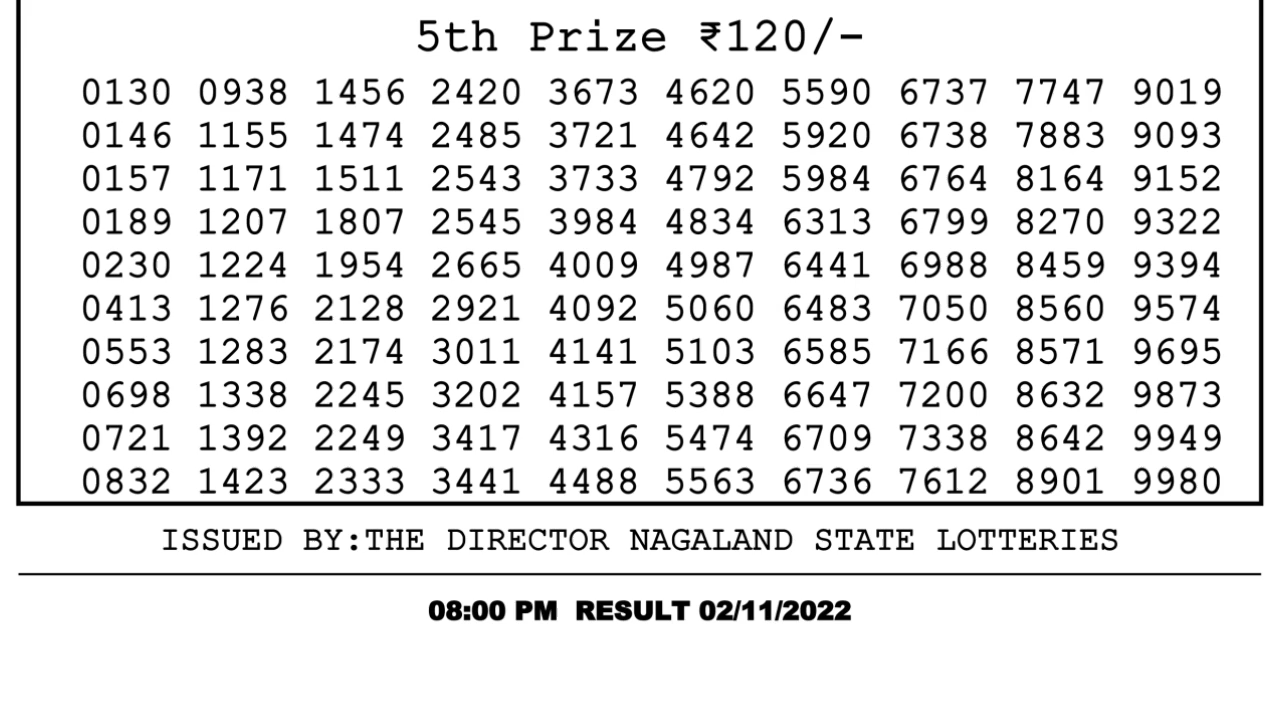 5th Prize ₹120/-
0130 0938 1456 2420 3673 4620 5590 6737 7747 9019
0146 1155 1474 2485 3721 4642 5920 6738 7883 9093
0157 1171 1511 2543 3733 4792 5984 6764 8164 9152
0189 1207 1807 2545 3984 4834 6313 6799 8270 9322
0230 1224 1954 2665 4009 4987 6441 6988 8459 9394
0413 1276 2128 2921 4092 5060 6483 7050 8560 9574
0553 1283 2174 3011 4141 5103 6585 7166 8571 9695
0698 1338 2245 3202 4157 5388 6647 7200 8632 9873
0721 1392 2249 3417 4316 5474 6709 7338 8642 9949
0832 1423 2333 3441 4488 5563 6736 7612 8901 9980
ISSUED BY:THE DIRECTOR NAGALAND STATE LOTTERIES
08:00 PM RESULT 02/11/2022